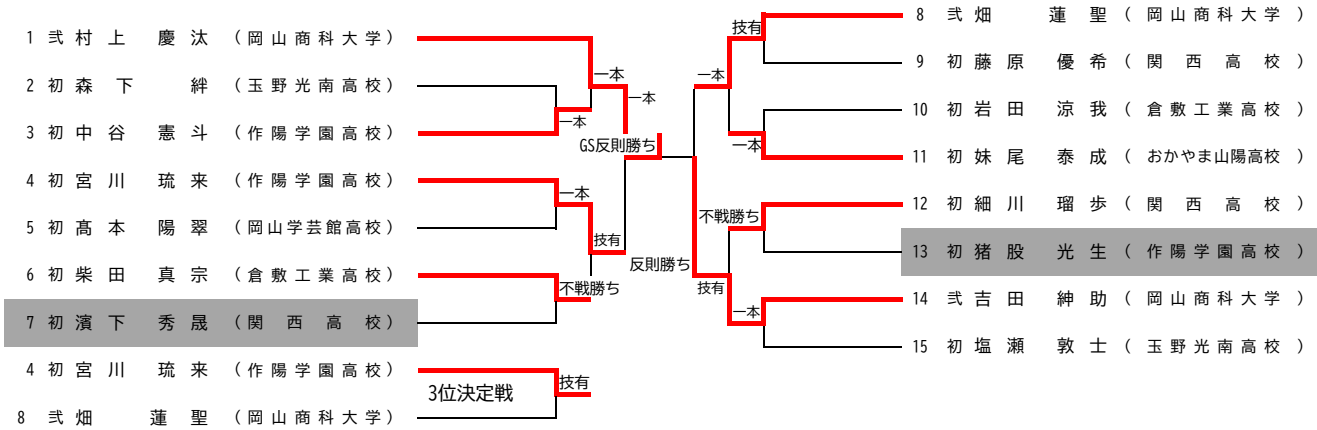 1 弐 村上 慶汰 (岡山商科大学)
2 初 森下 絆 (玉野光南高校)
3 初 中谷 憲斗 (作陽学園高校)
4 初 宮川 琉来 (作陽学園高校)
5 初 髙本 陽翠 (岡山学芸館高校)
6 初 柴田 真宗 (倉敷工業高校)
7 初 濱下 秀晟 (関西高校)
4 初 宮川 琉来 (作陽学園高校)
8 弐 畑 蓮聖 (岡山商科大学)
3位決定戦
技有
一本
一本
一本
一本
技有
不戦勝ち
GS反則勝ち
反則勝ち
技有
一本
一本
不戦勝ち
技有
一本
8 弐 畑 蓮聖 (岡山商科大学)
9 初 藤原 優希 (関西高校)
10 初 岩田 涼我 (倉敷工業高校)
11 初 妹尾 泰成 (おかやま山陽高校)
12 初 細川 瑠歩 (関西高校)
13 初 猪股 光生 (作陽学園高校)
14 弐 吉田 紳助 (岡山商科大学)
15 初 塩瀬 敦士 (玉野光南高校)